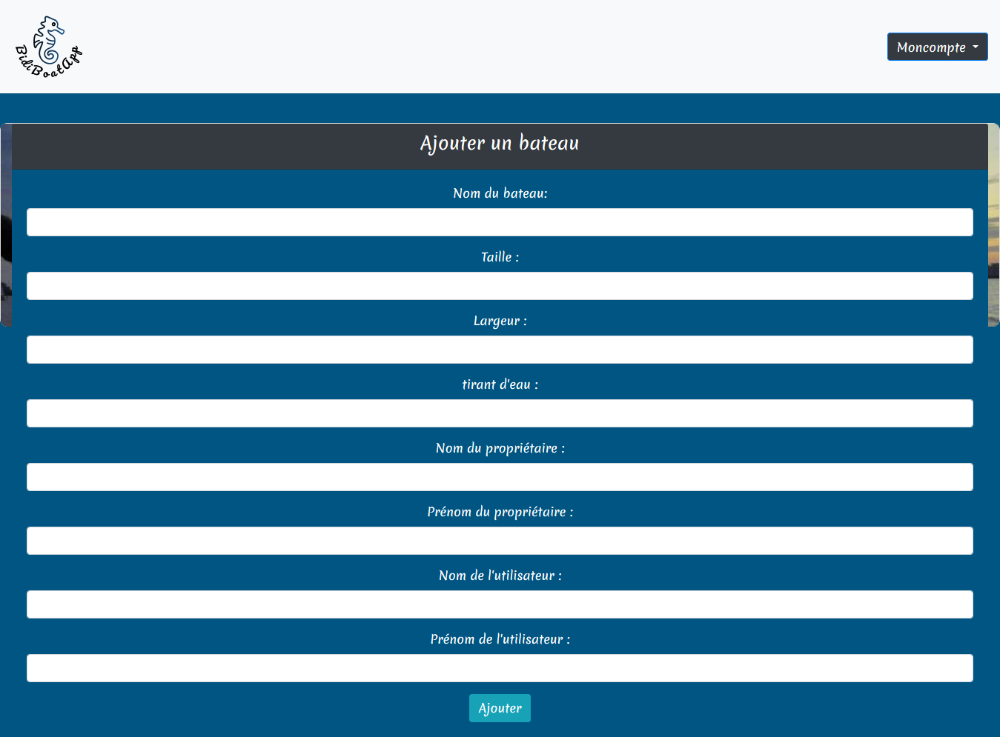 BidiBoatApp
Moncompte
Ajouter un bateau
Nom du bateau:
Taille :
Largeur :
tirant d'eau :
Nom du propriétaire :
Prénom du propriétaire :
Nom de l'utilisateur :
Prénom de l'utilisateur :
Ajouter